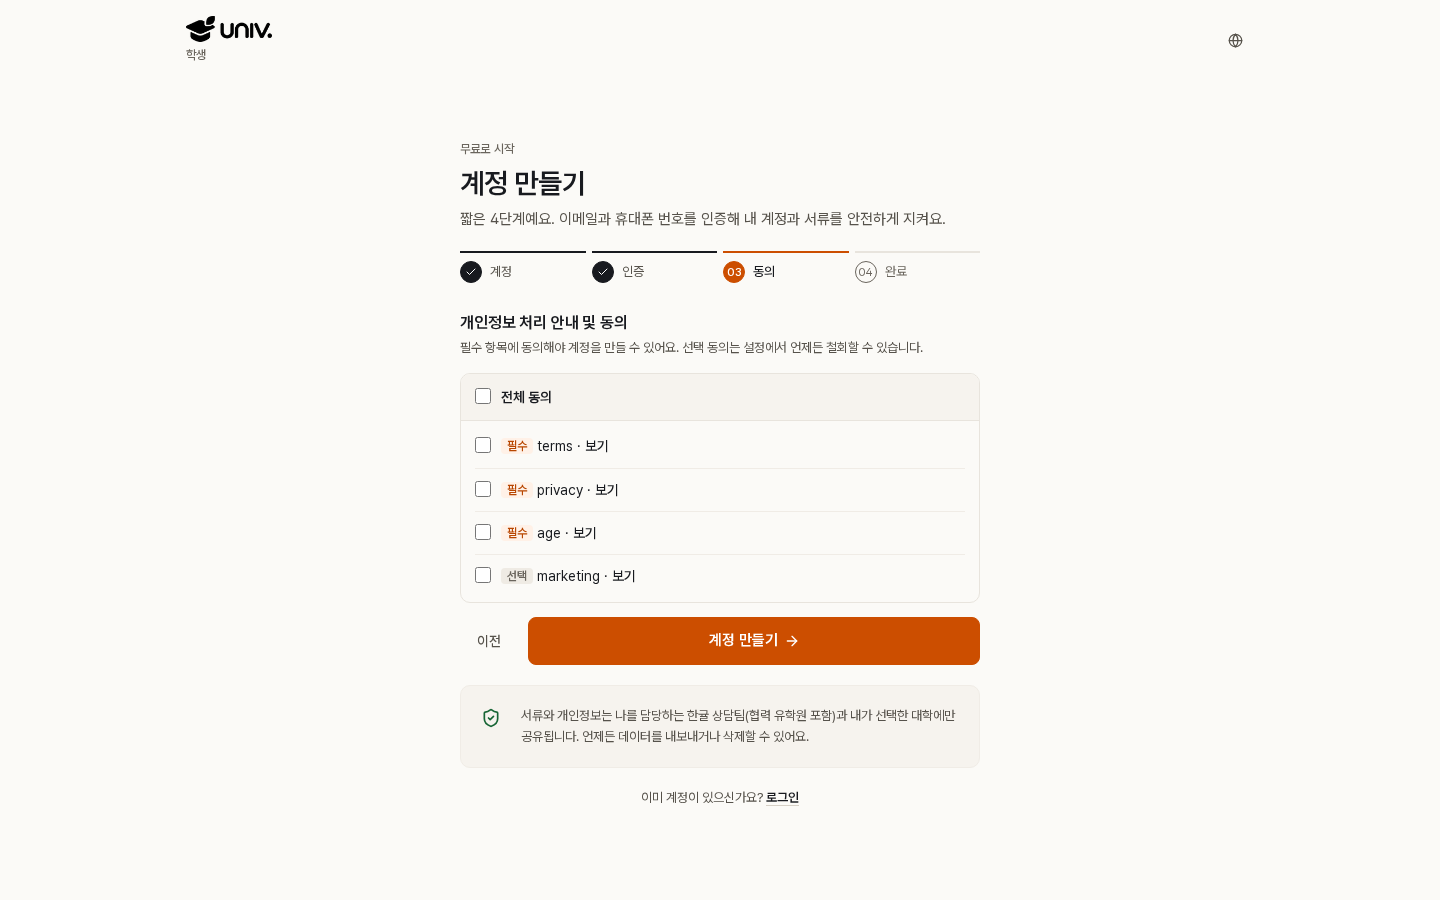 univ.
학생
무료로 시작
계정 만들기
짧은 4단계예요. 이메일과 휴대폰 번호를 인증해 내 계정과 서류를 안전하게 지켜요.
계정
인증
03 동의
04 완료
개인정보 처리 안내 및 동의
필수 항목에 동의해야 계정을 만들 수 있어요. 선택 동의는 설정에서 언제든 철회할 수 있습니다.
전체 동의
필수 terms · 보기
필수 privacy · 보기
필수 age · 보기
선택 marketing · 보기
이전
계정 만들기 →
서류와 개인정보는 나를 담당하는 한귤 상담팀(협력 유학원 포함)과 내가 선택한 대학에만
공유됩니다. 언제든 데이터를 내보내거나 삭제할 수 있어요.
이미 계정이 있으신가요? 로그인